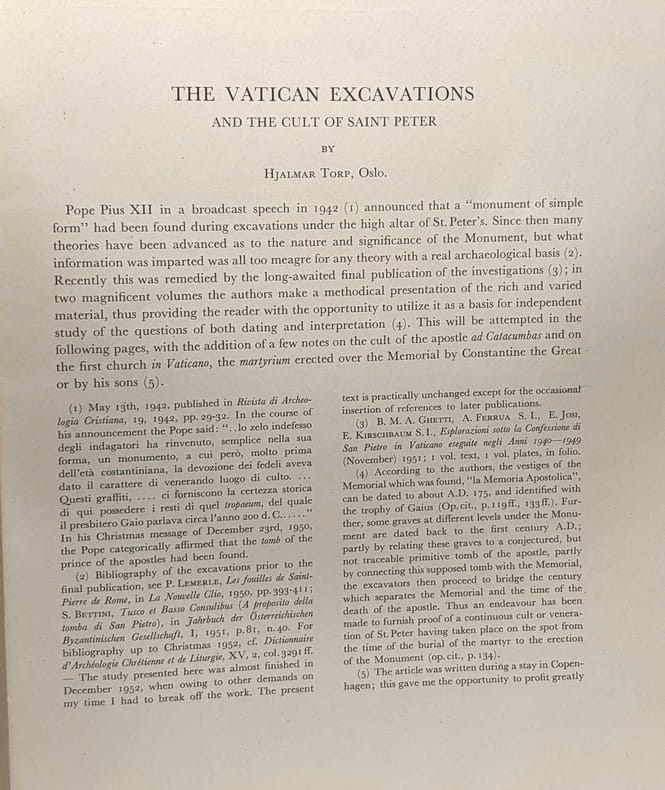 THE VATICAN EXCAVATIONS
AND THE CULT OF SAINT PETER
BY
HJALMAR TORP, Oslo.
Pope Pius XII in a broadcast speech in 1942 (1) announced that a “monument of simple
form” had been found during excavations under the high altar of St. Peter's. Since then many
theories have been advanced as to the nature and significance of the Monument, but what
information was imparted was all too meagre for any theory with a real archaeological basis (2).
Recently this was remedied by the long-awaited final publication of the investigations (3); in
two magnificent volumes the authors make a methodical presentation of the rich and varied
material, thus providing the reader with the opportunity to utilize it as a basis for independent
study of the questions of both dating and interpretation (4). This will be attempted in the
following pages, with the addition of a few notes on the cult of the apostle ad Catacumbas and on
the first church in Vaticano, the martyrium erected over the Memorial by Constantine the Great
or by his sons (5).
(1) May 13th, 1942, published in Rivista di Archeo-
logia Cristiana, 19, 1942, pp. 29-32. In the course of
his announcement the Pope said: “..lo zelo indefesso
degli indagatori ha rinvenuto, semplice nella sua
forma, un monumento, a cui però, molto prima
dell'età costantiniana, la devozione dei fedeli aveva
dato il carattere di venerando luogo di culto. ...
Questi graffiti, .... ci forniscono la certezza storica
di qui possedere i resti di quel tropaeum, del quale
il presbitero Gaio parlava circa l'anno 200 d. C.....”
In his Christmas message of December 23rd, 1950,
the Pope categorically affirmed that the tomb of the
prince of the apostles had been found.
(2) Bibliography of the excavations prior to the
final publication, see P. LEMERLE, Les fouilles de Saint-
Pierre de Rome, in La Nouvelle Clio, 1950, pp. 393-411;
S. BETTINI, Tusco et Basso Consulibus (A proposito della
tomba di San Pietro), in Jahrbuch der Österreichischen
Byzantinischen Gesellschaft, I, 1951, p. 81, n. 40. For
bibliography up to Christmas 1952, cf. Dictionnaire
d'Archéologie Chrétienne et de Liturgie, XV, 2, col. 3291 ff.
— The study presented here was almost finished in
December 1952, when owing to other demands on
my time I had to break off the work. The present
text is practically unchanged except for the occasional
insertion of references to later publications.
(3) B. M. A. GHETTI, A. FERRUA S. I., E. JOSI,
E. KIRSCHBAUM S. I., Esplorazioni sotto la Confessione di
San Pietro in Vaticano eseguite negli Anni 1940—1949
(November) 1951; 1 vol. text, 1 vol. plates, in folio.
(4) According to the authors, the vestiges of the
Memorial which was found, “la Memoria Apostolica”,
can be dated to about A.D. 175, and identified with
the trophy of Gaius (Op. cit., p. 119 ff., 133 ff.). Fur-
ther, some graves at different levels under the Monu-
ment are dated back to the first century A.D.;
partly by relating these graves to a conjectured, but
not traceable primitive tomb of the apostle, partly
by connecting this supposed tomb with the Memorial,
the excavators then proceed to bridge the century
which separates the Memorial and the time of the
death of the apostle. Thus an endeavour has been
made to furnish proof of a continuous cult or venera-
tion of St. Peter having taken place on the spot from
the time of the burial of the martyr to the erection
of the Monument (op. cit., p. 134).
(5) The article was written during a stay in Copen-
hagen; this gave me the opportunity to profit greatly